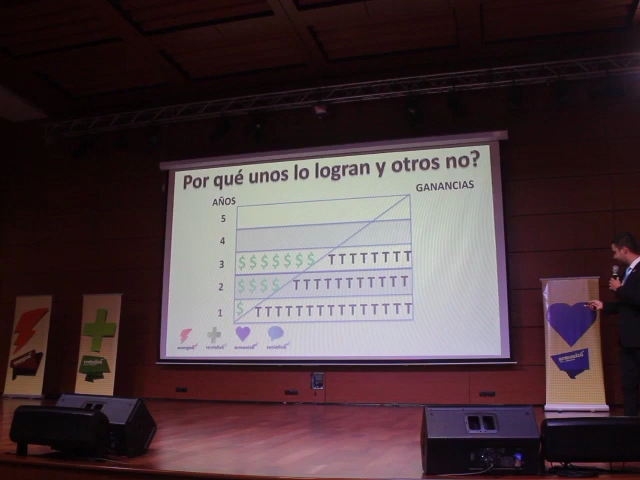 Por qué unos lo logran y otros no?
AÑOS
GANANCIAS
5
4
3 $ $ $ $ $ $ $ T T T T T T T T
2 $ $ $ $ T T T T T T T T T T
1 $ T T T T T T T T T T T T